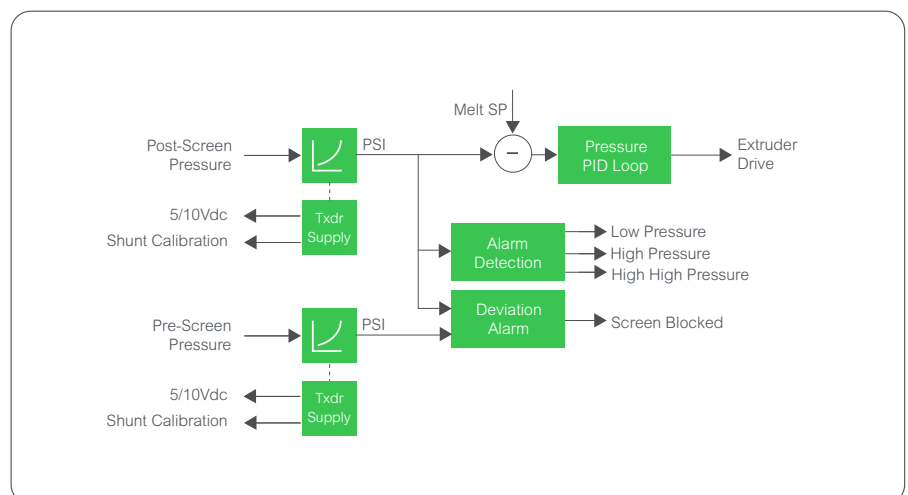 Melt SP
Post-Screen
Pressure
PSI
Pressure
PID Loop
Extruder
Drive
5/10Vdc
Shunt Calibration
Txdr
Supply
Alarm
Detection
Low Pressure
High Pressure
High High Pressure
Pre-Screen
Pressure
PSI
Deviation
Alarm
Screen Blocked
5/10Vdc
Shunt Calibration
Txdr
Supply